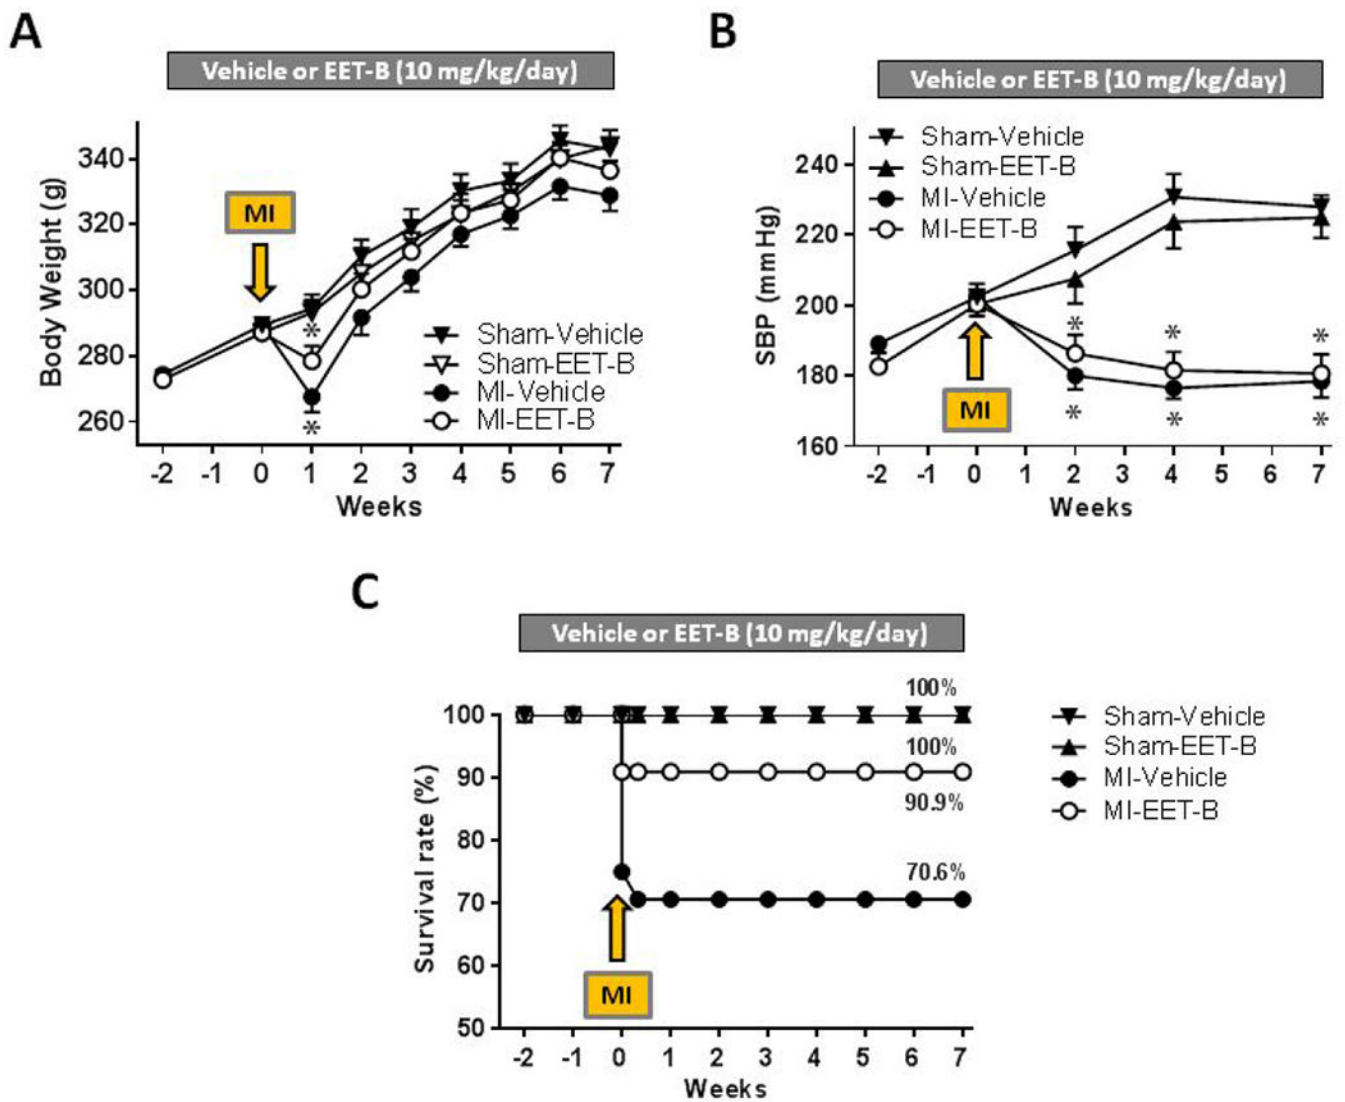 A
Vehicle or EET-B (10 mg/kg/day)
Body Weight (g)
340
320
300
280
260
MI
*
*
Sham-Vehicle
Sham-EET-B
MI-Vehicle
MI-EET-B
-2 -1 0 1 2 3 4 5 6 7
Weeks
B
Vehicle or EET-B (10 mg/kg/day)
Sham-Vehicle
Sham-EET-B
MI-Vehicle
MI-EET-B
SBP (mmHg)
240
220
200
180
160
MI
* * *
* * *
-2 -1 0 1 2 3 4 5 6 7
Weeks
C
Vehicle or EET-B (10 mg/kg/day)
Survival rate (%)
100
90
80
70
60
50
100%
100%
90.9%
70.6%
MI
-2 -1 0 1 2 3 4 5 6 7
Weeks
Sham-Vehicle
Sham-EET-B
MI-Vehicle
MI-EET-B